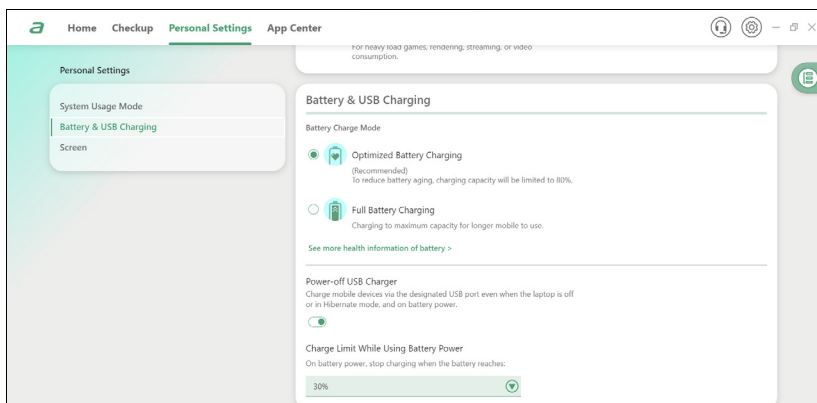 a
Home Checkup Personal Settings App Center
Personal Settings
System Usage Mode
Battery & USB Charging
Screen
For heavy load games, rendering, streaming, or video
consumption.
Battery & USB Charging
Battery Charge Mode
Optimized Battery Charging
(Recommended)
To reduce battery aging, charging capacity will be limited to 80%.
Full Battery Charging
Charging to maximum capacity for longer mobile to use.
See more health information of battery >
Power-off USB Charger
Charge mobile devices via the designated USB port even when the laptop is off
or in Hibernate mode, and on battery power.
Charge Limit While Using Battery Power
On battery power, stop charging when the battery reaches:
30%